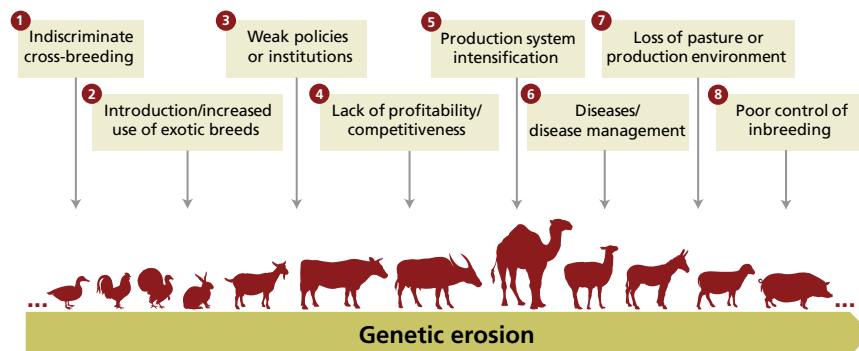 1
Indiscriminate
cross-breeding
2
Introduction/increased
use of exotic breeds
3
Weak policies
or institutions
4
Lack of profitability/
competitiveness
5
Production system
intensification
6
Diseases/
disease management
7
Loss of pasture or
production environment
8
Poor control of
inbreeding
...
...
Genetic erosion